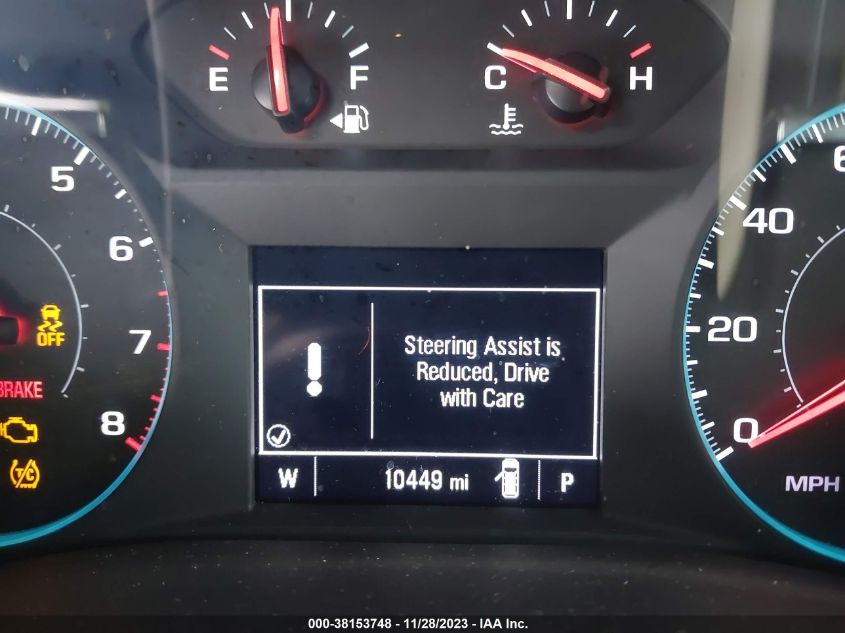 E F
C H
5
6
7
8
OFF
BRAKE
T/C
Steering Assist is
Reduced, Drive
with Care
W 10449 mi P
40
20
0
MPH
000-38153748 - 11/28/2023 - IAA Inc.